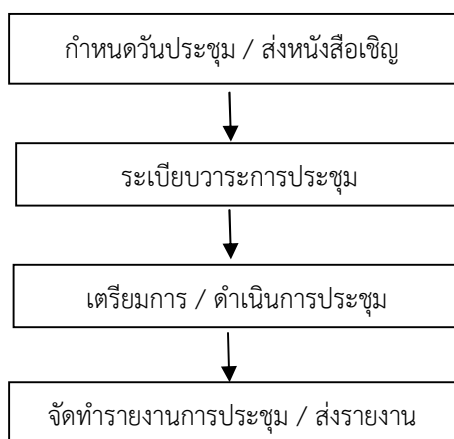 กำหนดวันประชุม / ส่งหนังสือเชิญ
ระเบียบวาระการประชุม
เตรียมการ / ดำเนินการประชุม
จัดทำรายงานการประชุม / ส่งรายงาน